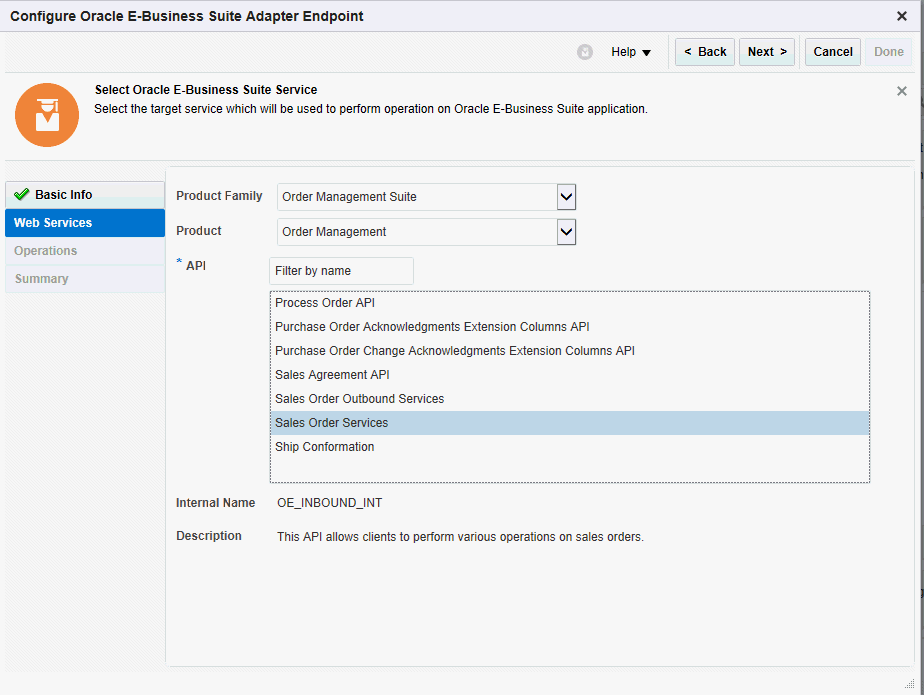 Configure Oracle E-Business Suite Adapter Endpoint
Help
< Back
Next >
Cancel
Done
Select Oracle E-Business Suite Service
Select the target service which will be used to perform operation on Oracle E-Business Suite application.
Basic Info
Web Services
Operations
Summary
Product Family
Order Management Suite
Product
Order Management
* API
Filter by name
Process Order API
Purchase Order Acknowledgments Extension Columns API
Purchase Order Change Acknowledgments Extension Columns API
Sales Agreement API
Sales Order Outbound Services
Sales Order Services
Ship Conformation
Internal Name
OE_INBOUND_INT
Description
This API allows clients to perform various operations on sales orders.